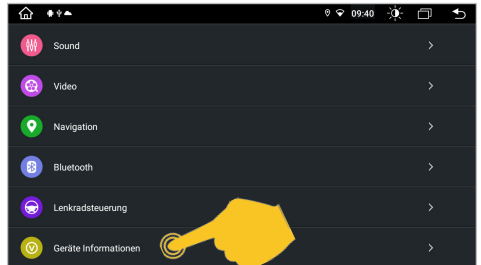 09:40
Sound
Video
Navigation
Bluetooth
Lenkradsteuerung
Geräte Informationen